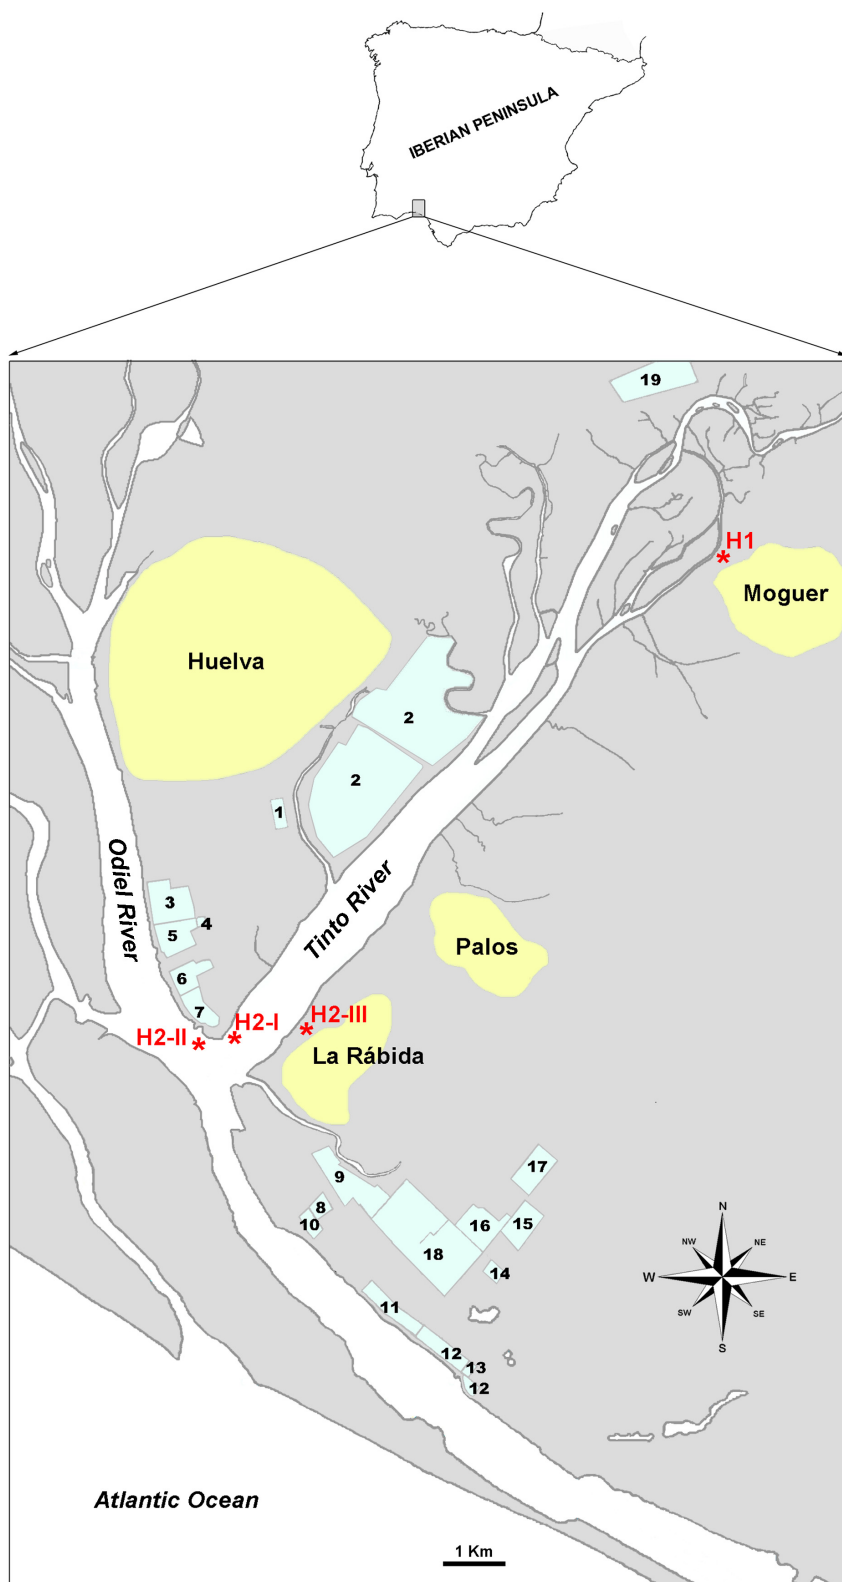 IBERIAN PENINSULA
19
H1
Moguer
Huelva
2
2
1
Odiel River
Tinto River
3
4
5
Palos
6
7
H2-II
H2-I
H2-III
La Rábida
9
17
8
10
16
15
18
14
11
12
13
12
N
NW
NE
W
E
SW
SE
S
Atlantic Ocean
1 Km